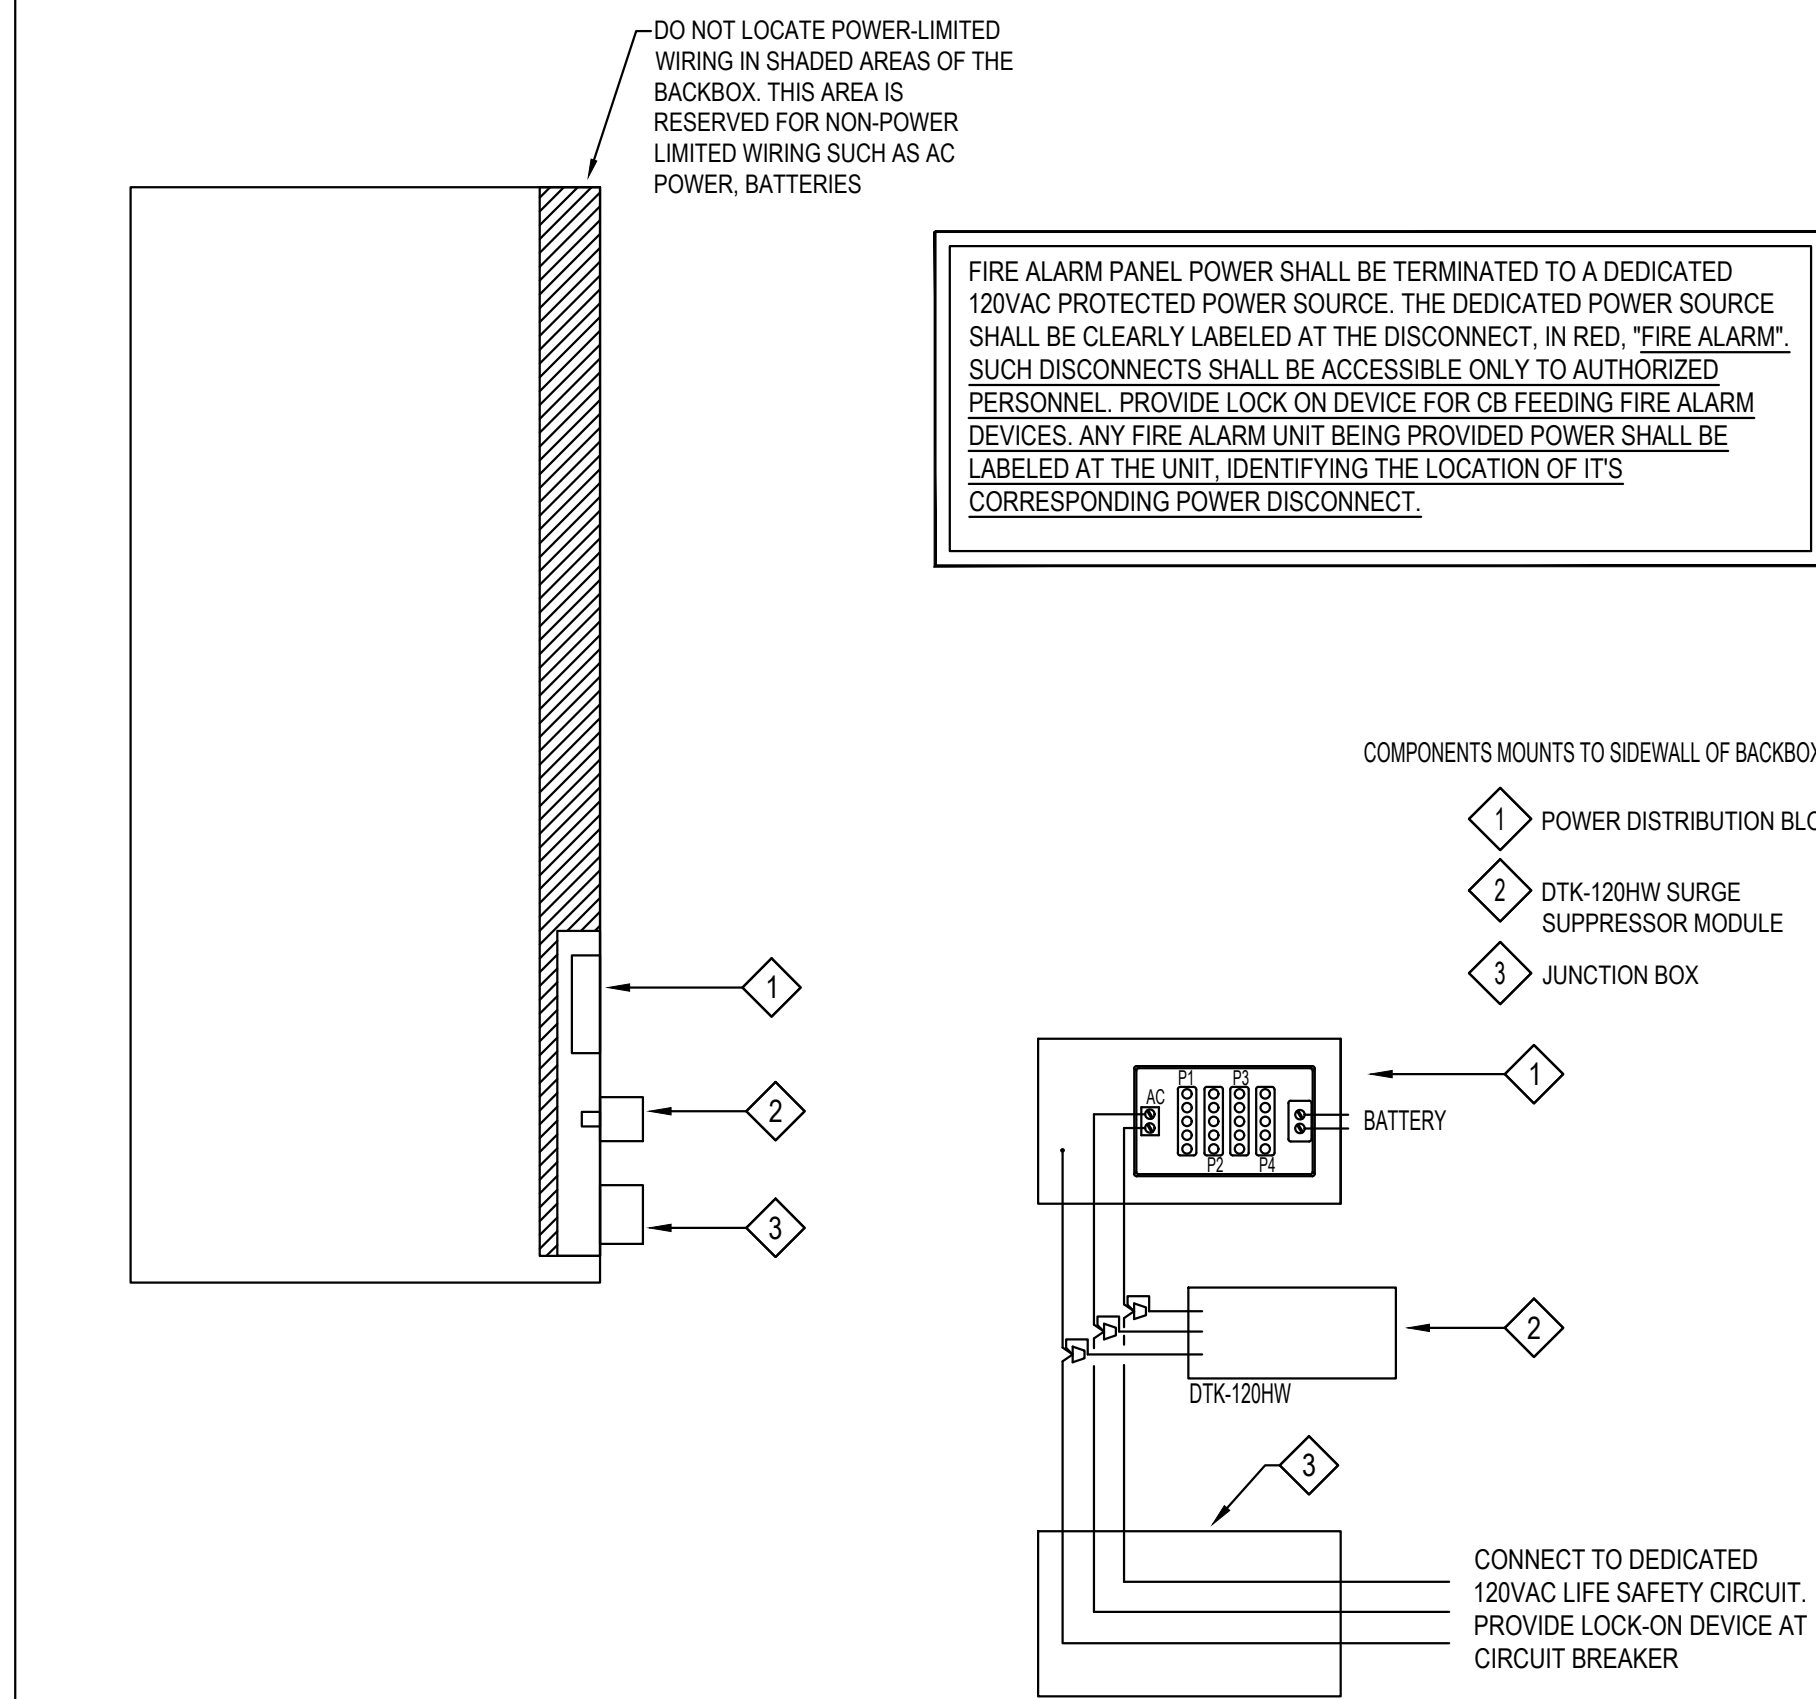 DO NOT LOCATE POWER-LIMITED
WIRING IN SHADED AREAS OF THE
BACKBOX. THIS AREA IS
RESERVED FOR NON-POWER
LIMITED WIRING SUCH AS AC
POWER, BATTERIES
FIRE ALARM PANEL POWER SHALL BE TERMINATED TO A DEDICATED
120VAC PROTECTED POWER SOURCE. THE DEDICATED POWER SOURCE
SHALL BE CLEARLY LABELED AT THE DISCONNECT, IN RED, "FIRE ALARM".
SUCH DISCONNECTS SHALL BE ACCESSIBLE ONLY TO AUTHORIZED
PERSONNEL. PROVIDE LOCK ON DEVICE FOR CB FEEDING FIRE ALARM
DEVICES. ANY FIRE ALARM UNIT BEING PROVIDED POWER SHALL BE
LABELED AT THE UNIT, IDENTIFYING THE LOCATION OF IT'S
CORRESPONDING POWER DISCONNECT.
COMPONENTS MOUNTS TO SIDEWALL OF BACKBOX
1 POWER DISTRIBUTION BLO
2 DTK-120HW SURGE
SUPPRESSOR MODULE
3 JUNCTION BOX
1
2
3
1
P1 P3
AC
BATTERY
P2 P4
2
DTK-120HW
3
CONNECT TO DEDICATED
120VAC LIFE SAFETY CIRCUIT.
PROVIDE LOCK-ON DEVICE AT
CIRCUIT BREAKER